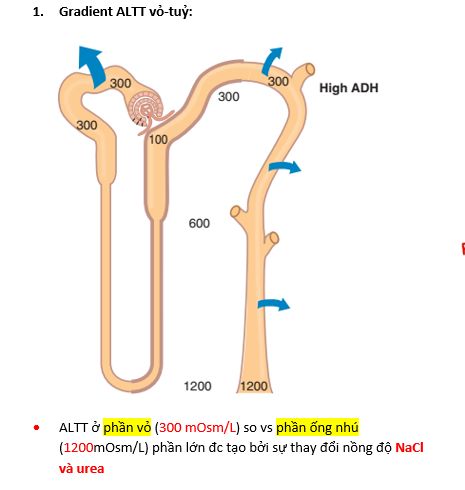 1. Gradient ALTT vỏ-tuỷ:
300
300
300
300
High ADH
300
100
600
1200
1200
• ALTT ở phần vỏ (300 mOsm/L) so vs phần ống nhú
(1200mOsm/L) phần lớn đc tạo bởi sự thay đổi nồng độ NaCl
và urea